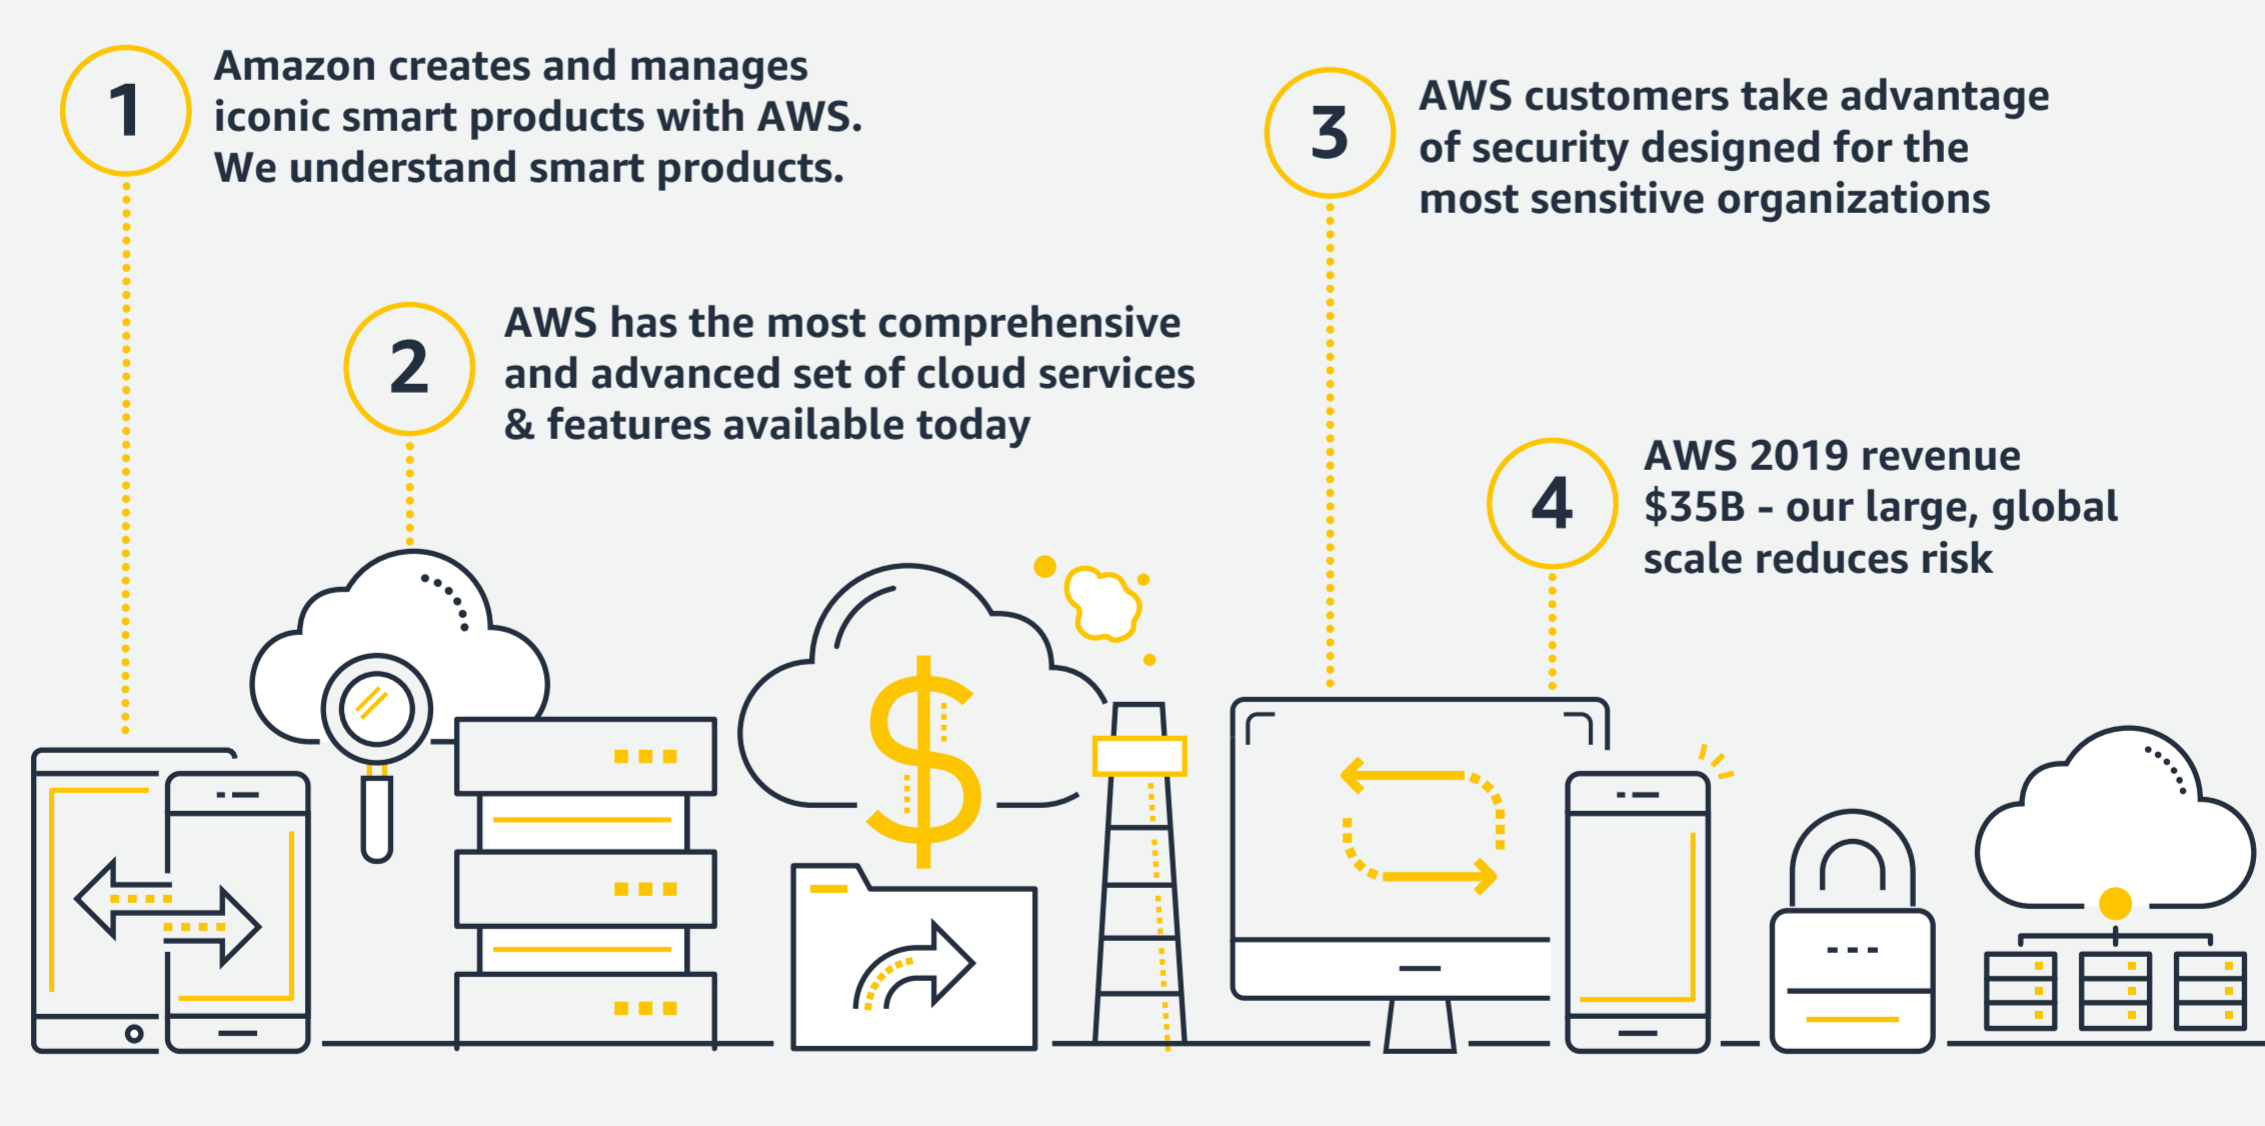 1
Amazon creates and manages
iconic smart products with AWS.
We understand smart products.
2
AWS has the most comprehensive
and advanced set of cloud services
& features available today
3
AWS customers take advantage
of security designed for the
most sensitive organizations
4
AWS 2019 revenue
$35B - our large, global
scale reduces risk
$